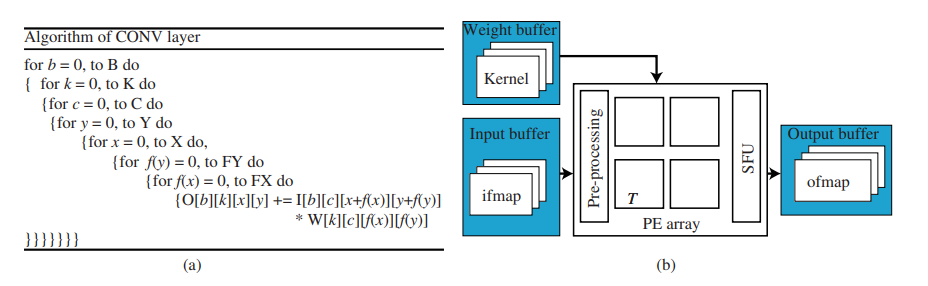 Algorithm of CONV layer
for b = 0, to B do
{ for k = 0, to K do
{for c = 0, to C do
{for y = 0, to Y do
{for x = 0, to X do,
{for f(y) = 0, to FY do
{for f(x) = 0, to FX do
{O[b][k][x][y] += I[b][c][x+f(x)][y+f(y)]
* W[k][c][f(x)][f(y)]
}}}}}}}
(a)
Weight buffer
Kernel
Input buffer
ifmap
Pre-processing
T
PE array
SFU
Output buffer
ofmap
(b)